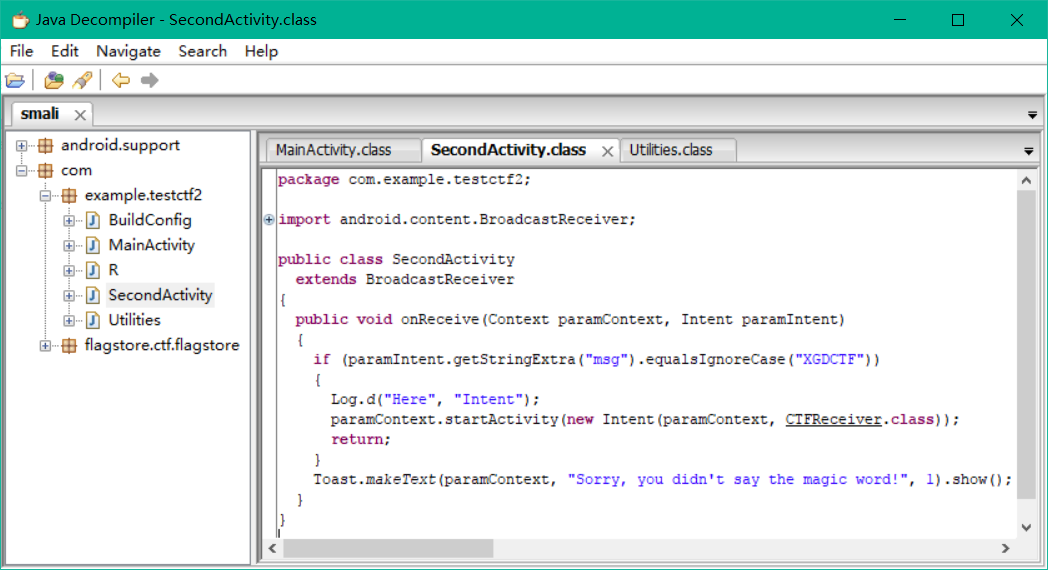 Java Decompiler - SecondActivity.class
File Edit Navigate Search Help
smali
android.support
com
example.testctf2
BuildConfig
MainActivity
R
SecondActivity
Utilities
flagstore.ctf.flagstore
MainActivity.class SecondActivity.class Utilities.class
package com.example.testctf2;
import android.content.BroadcastReceiver;
public class SecondActivity
extends BroadcastReceiver
{
public void onReceive(Context paramContext, Intent paramIntent)
{
if (paramIntent.getStringExtra("msg").equalsIgnoreCase("XGDCTF"))
{
Log.d("Here", "Intent");
paramContext.startActivity(new Intent(paramContext, CTFReceiver.class));
return;
}
Toast.makeText(paramContext, "Sorry, you didn't say the magic word!", 1).show();
}
}